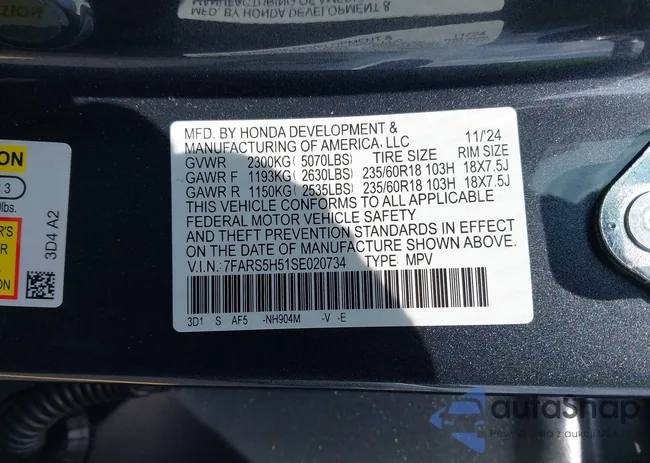 MFD. BY HONDA DEVELOPMENT &
MANUFACTURING OF AMERICA, LLC 11/'24
GVWR 2300KG( 5070LBS) TIRE SIZE RIM SIZE
GAWR F 1193KG( 2630LBS) 235/60R18 103H 18X7.5J
GAWR R 1150KG( 2535LBS) 235/60R18 103H 18X7.5J
THIS VEHICLE CONFORMS TO ALL APPLICABLE
FEDERAL MOTOR VEHICLE SAFETY
AND THEFT PREVENTION STANDARDS IN EFFECT
ON THE DATE OF MANUFACTURE SHOWN ABOVE.
V.I.N.: 7FARS5H51SE020734 TYPE: MPV
3D1 S AF5 -NH904M -V -E
3D4 A2
autoSnap